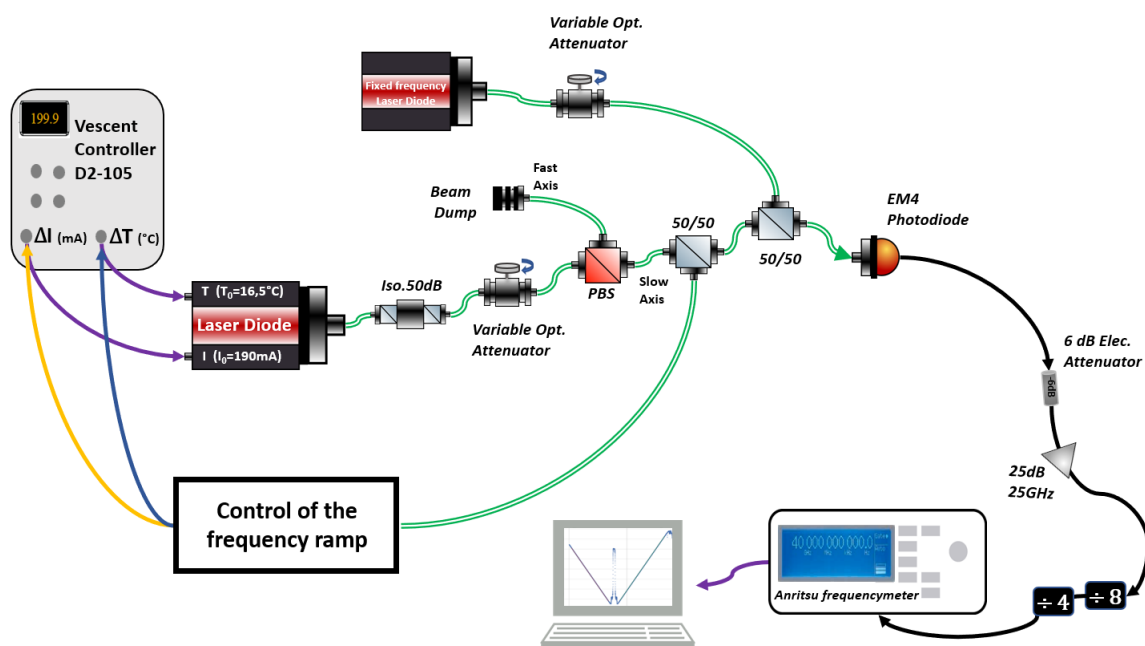 Variable Opt.
Attenuator
Fixed frequency
Laser Diode
199.9
Vescent
Controller
D2-105
ΔI (mA) ΔT (°C)
Beam
Dump
Fast
Axis
EM4
Photodiode
50/50
50/50
PBS
Slow
Axis
Iso.50dB
Variable Opt.
Attenuator
T (T₀=16,5°C)
Laser Diode
I (I₀=190mA)
6 dB Elec.
Attenuator
-6dB
25dB
25GHz
Control of the
frequency ramp
40 000 000 000.0
Anritsu frequencymeter
÷4
÷8